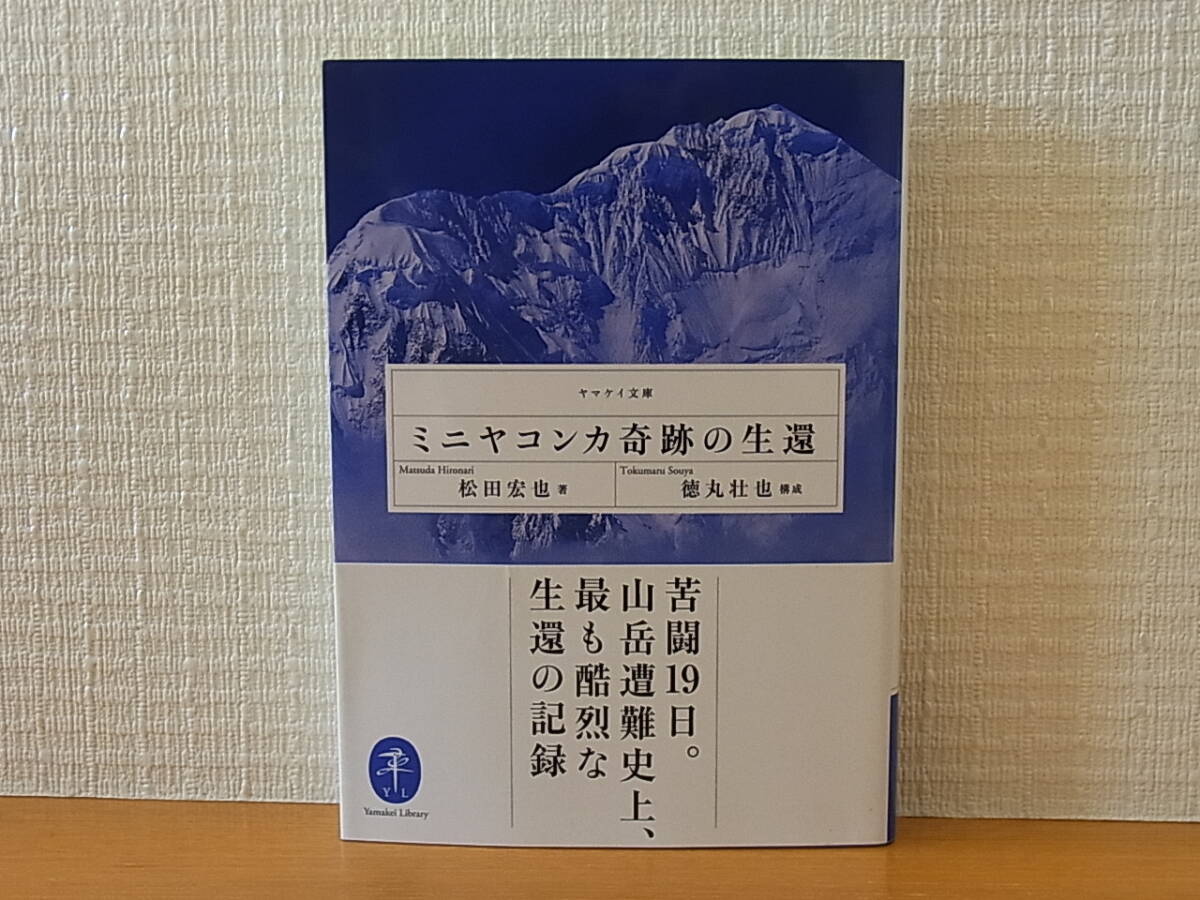 ヤマケイ文庫
ミニヤコンカ奇跡の生還
Matsuda Hironari
松田宏也 著
Tokumaru Souya
徳丸壮也 構成
苦闘19日。
山岳遭難史上、
最も酷烈な
生還の記録
Y L
Yamakei Library